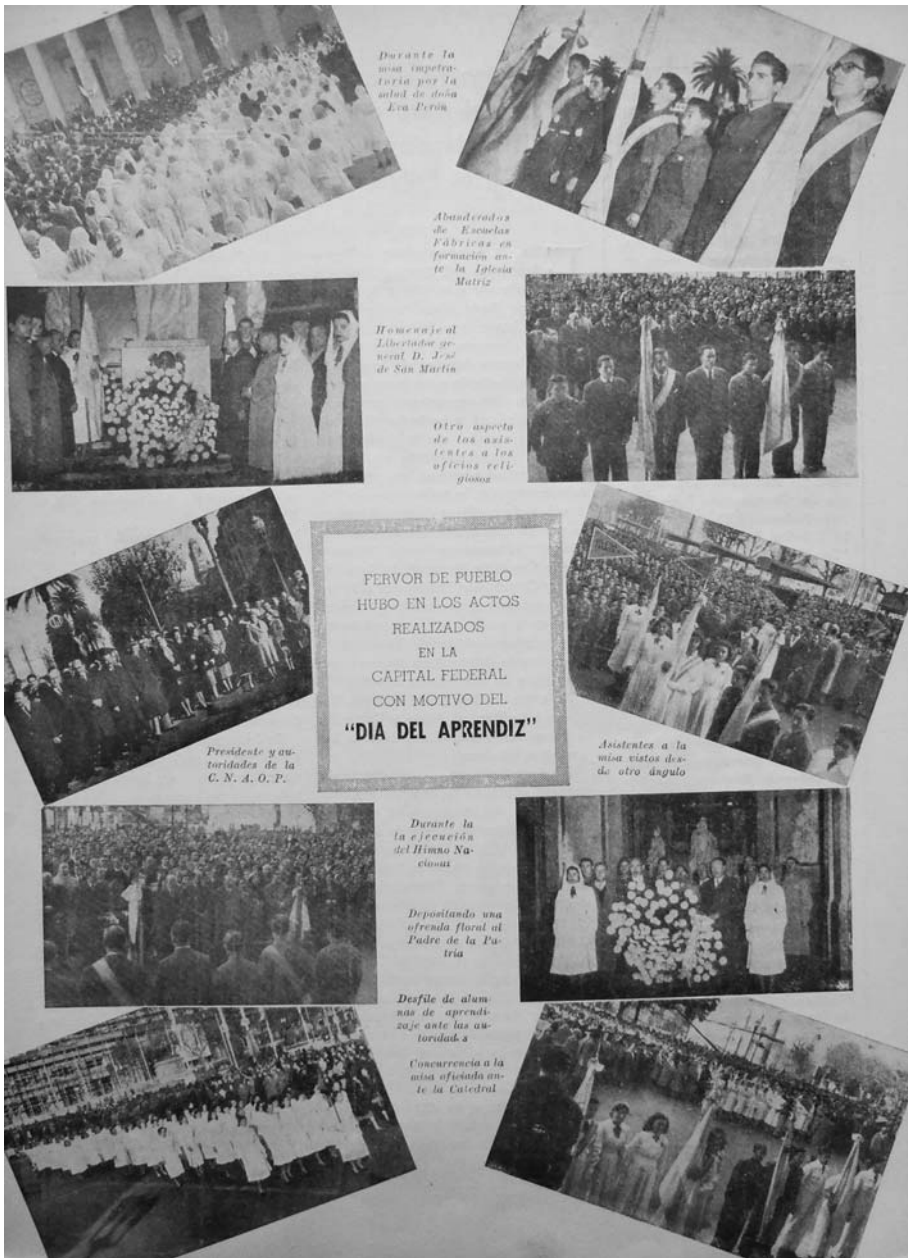 Durante la
misa impetra-
toria por la
salud de doña
Eva Perón
Abanderados
de Escuelas
Fábricas en
formación an-
te la Iglesia
Matriz
Homenaje al
Libertador ge-
neral D. José
de San Martín
Otro aspecto
de los asis-
tentes a los
oficios reli-
giosos
FERVOR DE PUEBLO
HUBO EN LOS ACTOS
REALIZADOS
EN LA
CAPITAL FEDERAL
CON MOTIVO DEL
"DIA DEL APRENDIZ"
Presidente y au-
toridades de la
C. N. A. O. P.
Asistentes a la
misa vistos des-
de otro ángulo
Durante la
la ejecución
del Himno Na-
cional
Depositando una
ofrenda floral al
Padre de la Pa-
tria
Desfile de alum-
nas de aprendi-
zaje ante las au-
toridades
Concurrencia a la
misa oficiada an-
te la Catedral